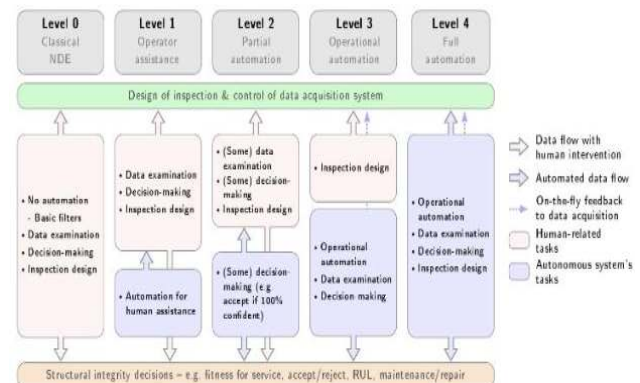 Level 0
Classical
NDE
Level 1
Operator
assistance
Level 2
Partial
automation
Level 3
Operational
automation
Level 4
Full
automation
Design of inspection & control of data acquisition system
• No automation
- Basic filters
• Data examination
• Decision-making
• Inspection design
• Data examination
• Decision-making
• Inspection design
• Automation for
human assistance
• (Some) data
examination
• (Some) decision-
making
• Inspection design
• (Some) decision-
making (e.g.
accept if 100%
confident)
• Inspection design
• Operational
automation
• Data examination
• Decision making
• Operational
automation
• Data examination
• Decision-making
• Inspection design
Data flow with
human intervention
Automated data flow
On-the-fly feedback
to data acquisition
Human-related
tasks
Autonomous system's
tasks
Structural integrity decisions – e.g. fitness for service, accept/reject, RUL, maintenance/repair